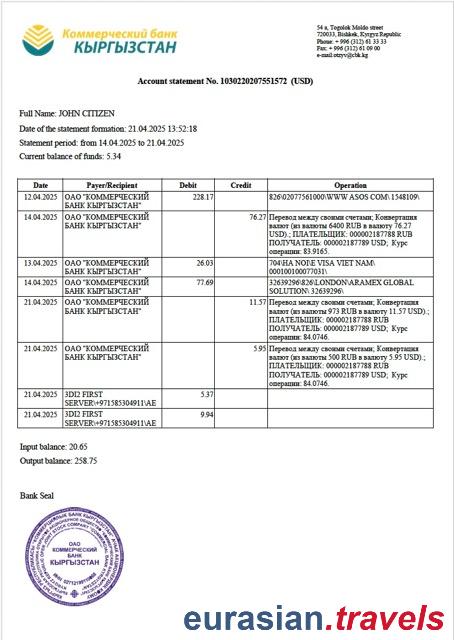 Коммерческий банк
КЫРГЫЗСТАН
54 a, Togolok Moldo street
720033, Bishkek, Kyrgyz Republic
Phone: + 996 (312) 61 33 33
Fax: + 996 (312) 61 09 00
e-mail:otzyv@cbk.kg
Account statement No. 1030220207551572 (USD)
Full Name: JOHN CITIZEN
Date of the statement formation: 21.04.2025 13:52:18
Statement period: from 14.04.2025 to 21.04.2025
Current balance of funds: 5.34
Date Payer/Recipient Debit Credit Operation
12.04.2025 ОАО "КОММЕРЧЕСКИЙ 228.17 826\02077561000\WWW ASOS COM\1548109\
БАНК КЫРГЫЗСТАН"
14.04.2025 ОАО "КОММЕРЧЕСКИЙ 76.27 Перевод между своими счетами; Конвертация
БАНК КЫРГЫЗСТАН" валют (из валюты 6400 RUB в валюту 76.27
USD).; ПЛАТЕЛЬЩИК: 000002187788 RUB
ПОЛУЧАТЕЛЬ: 000002187789 USD; Курс
операции: 83.9165.
13.04.2025 ОАО "КОММЕРЧЕСКИЙ 26.03 704\HA NOI\E VISA VIET NAM\
БАНК КЫРГЫЗСТАН" 000100100077031\
14.04.2025 ОАО "КОММЕРЧЕСКИЙ 77.69 32639296\826\LONDON\ARAMEX GLOBAL
БАНК КЫРГЫЗСТАН" SOLUTION\ 32639296\
21.04.2025 ОАО "КОММЕРЧЕСКИЙ 11.57 Перевод между своими счетами; Конвертация
БАНК КЫРГЫЗСТАН" валют (из валюты 973 RUB в валюту 11.57 USD).;
ПЛАТЕЛЬЩИК: 000002187788 RUB
ПОЛУЧАТЕЛЬ: 000002187789 USD; Курс
операции: 84.0746.
21.04.2025 ОАО "КОММЕРЧЕСКИЙ 5.95 Перевод между своими счетами; Конвертация
БАНК КЫРГЫЗСТАН" валют (из валюты 500 RUB в валюту 5.95 USD).;
ПЛАТЕЛЬЩИК: 000002187788 RUB
ПОЛУЧАТЕЛЬ: 000002187789 USD; Курс
операции: 84.0746.
21.04.2025 3DI2 FIRST 5.37
SERVER\+971585304911\AE
21.04.2025 3DI2 FIRST 9.94
SERVER\+971585304911\AE
Input balance: 20.65
Output balance: 258.75
Bank Seal
ОАО
КОММЕРЧЕСКИЙ
БАНК
КЫРГЫЗСТАН
eurasian.travels